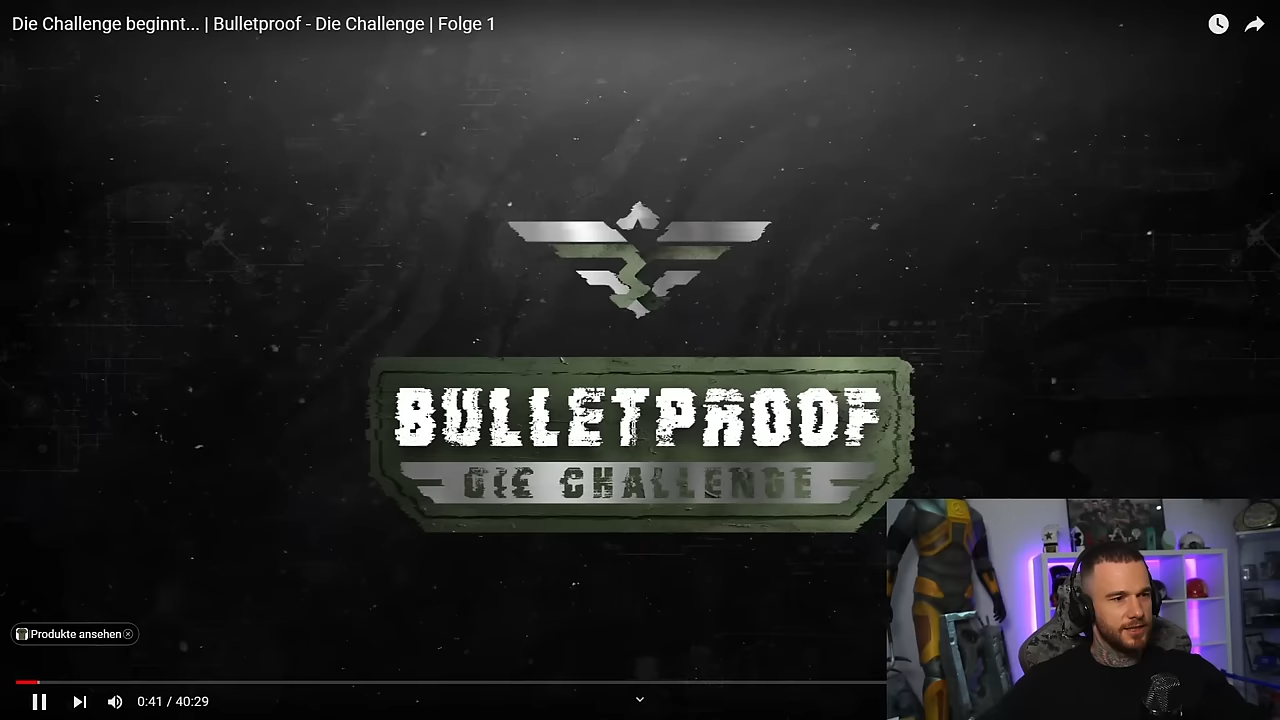 Die Challenge beginnt... | Bulletproof - Die Challenge | Folge 1
BULLETPROOF
DIE CHALLENGE
Produkte ansehen
0:41 / 40:29